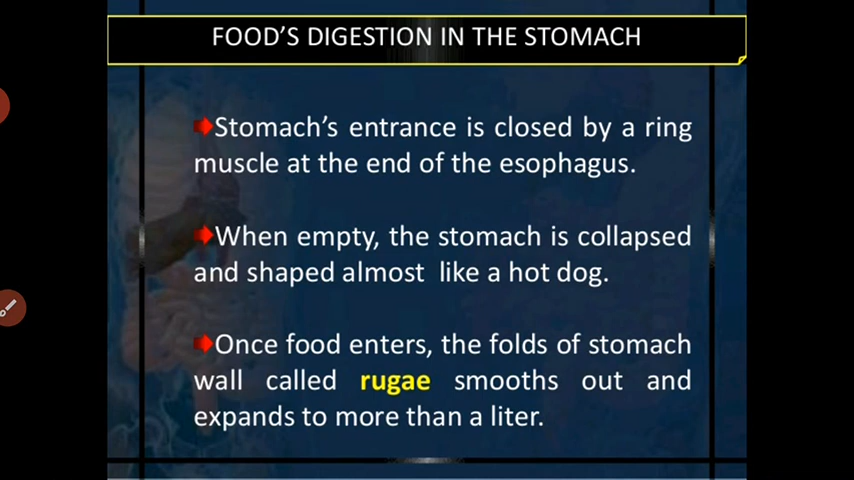 FOOD'S DIGESTION IN THE STOMACH
Stomach's entrance is closed by a ring
muscle at the end of the esophagus.
When empty, the stomach is collapsed
and shaped almost like a hot dog.
Once food enters, the folds of stomach
wall called rugae smooths out and
expands to more than a liter.